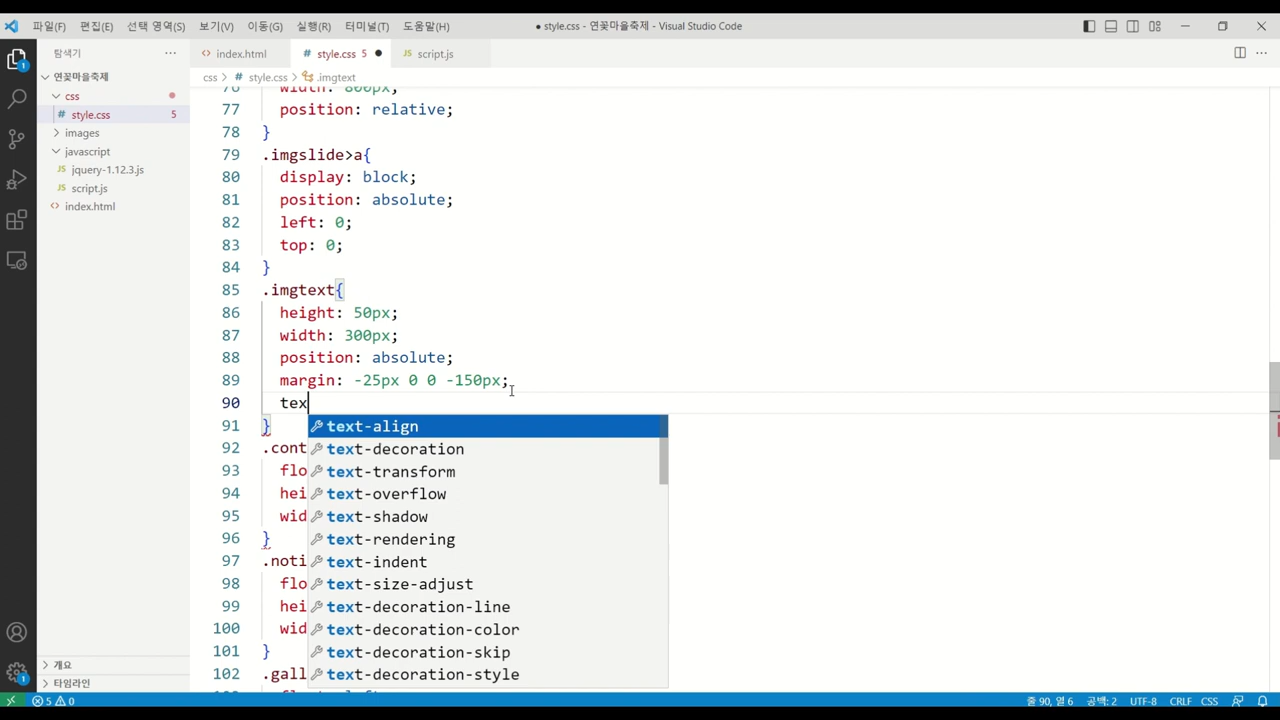 파일(F) 편집(E) 선택 영역(S) 보기(V) 이동(G) 실행(R) 터미널(T) 도움말(H) ● style.css - 연꽃마을축제 - Visual Studio Code
탐색기 ···
연꽃마을축제
css
# style.css 5
images
javascript
JS jquery-1.12.3.js
JS script.js
<> index.html
개요
타임라인
<> index.html # style.css 5 ● JS script.js ···
css > # style.css > .imgtext
76 width: 800px;
77 position: relative;
78 }
79 .imgslide>a{
80 display: block;
81 position: absolute;
82 left: 0;
83 top: 0;
84 }
85 .imgtext{
86 height: 50px;
87 width: 300px;
88 position: absolute;
89 margin: -25px 0 0 -150px;
90 tex
91 }
92 .cont
93 flo
94 hei
95 wid
96 }
97 .noti
98 flo
99 hei
100 wid
101 }
102 .gall
text-align
text-decoration
text-transform
text-overflow
text-shadow
text-rendering
text-indent
text-size-adjust
text-decoration-line
text-decoration-color
text-decoration-skip
text-decoration-style
5 0 줄 90, 열 6 공백: 2 UTF-8 CRLF CSS